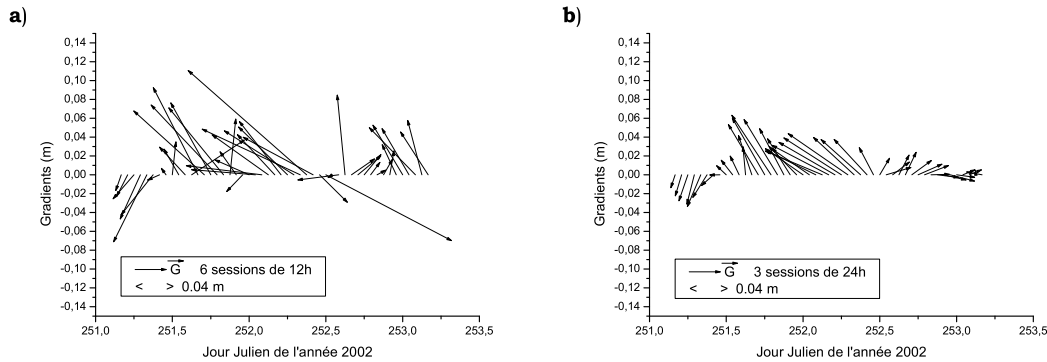 a)
Gradients (m)
0,14
0,12
0,10
0,08
0,06
0,04
0,02
0,00
-0,02
-0,04
-0,06
-0,08
-0,10
-0,12
-0,14
G 6 sessions de 12h
< > 0.04 m
251,0 251,5 252,0 252,5 253,0 253,5
Jour Julien de l'année 2002
b)
Gradients (m)
0,14
0,12
0,10
0,08
0,06
0,04
0,02
0,00
-0,02
-0,04
-0,06
-0,08
-0,10
-0,12
-0,14
G 3 sessions de 24h
< > 0.04 m
251,0 251,5 252,0 252,5 253,0 253,5
Jour Julien de l'année 2002